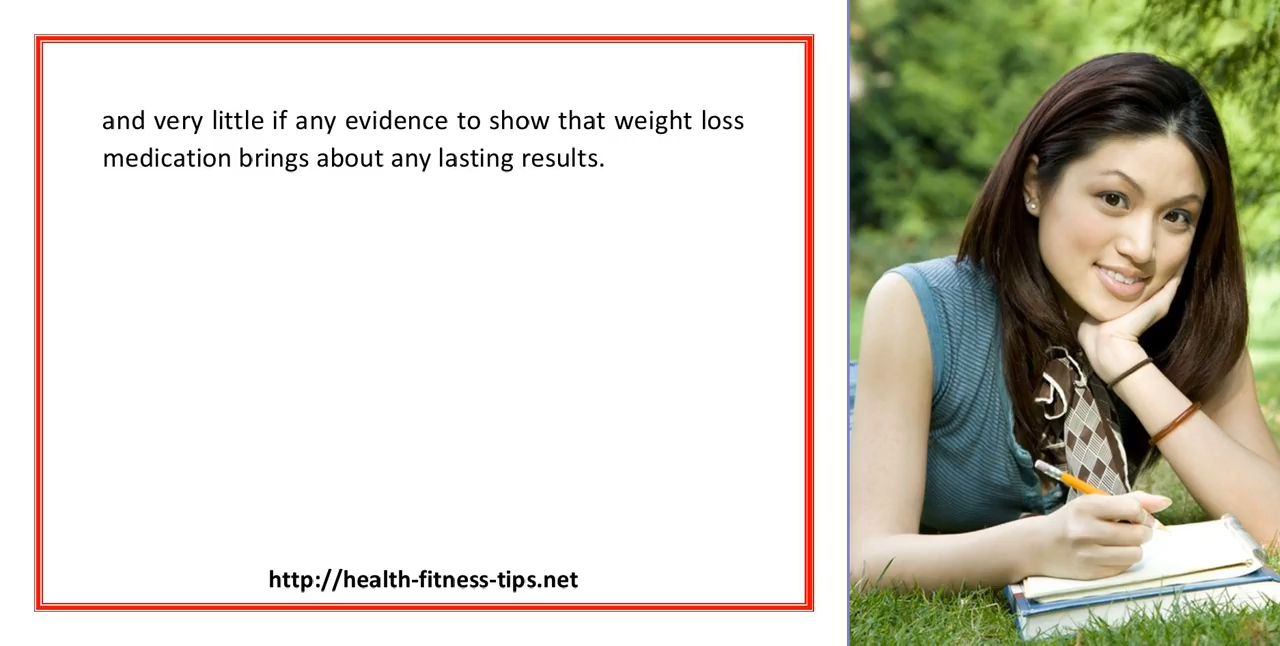 and very little if any evidence to show that weight loss
medication brings about any lasting results.
http://health-fitness-tips.net